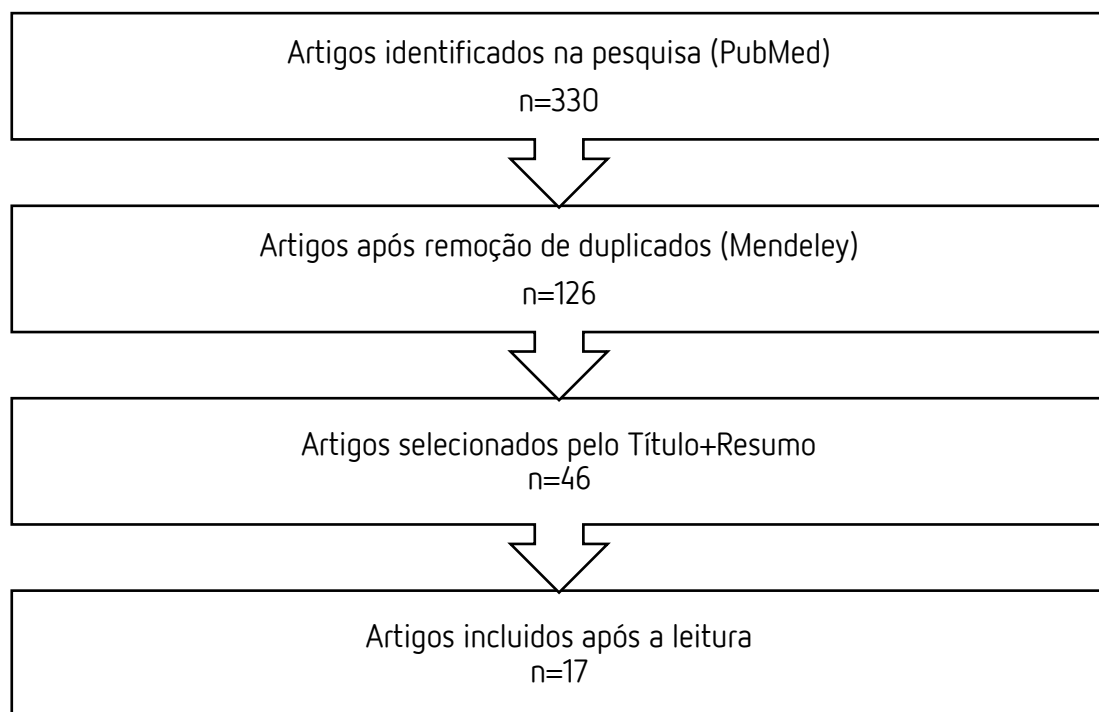 Artigos identificados na pesquisa (PubMed)
n=330
Artigos após remoção de duplicados (Mendeley)
n=126
Artigos selecionados pelo Título+Resumo
n=46
Artigos incluidos após a leitura
n=17